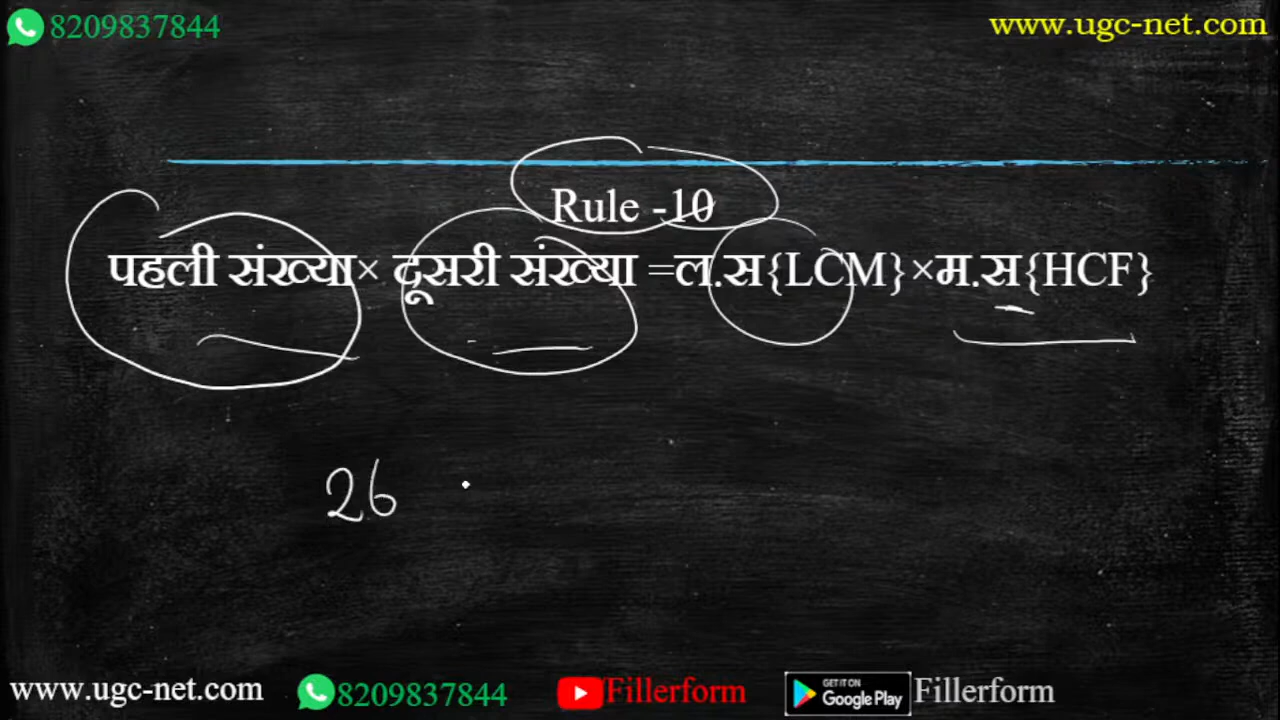 8209837844 www.ugc-net.com
Rule -10
पहली संख्या× दूसरी संख्या =ल.स{LCM}×म.स{HCF}
26
www.ugc-net.com 8209837844 Fillerform GET IT ON Google Play Fillerform